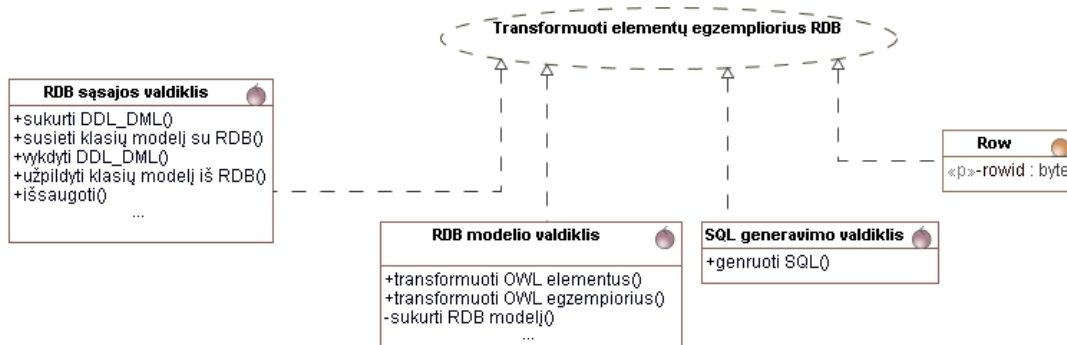 Transformuoti elementų egzempliorius RDB
RDB sąsajos valdiklis
+sukurti DDL_DML()
+susieti klasių modelį su RDB()
+vykdyti DDL_DML()
+užpildyti klasių modelį iš RDB()
+išsaugoti()
...
Row
«p»-rowid : byte
RDB modelio valdiklis
+transformuoti OWL elementus()
+transformuoti OWL egzempiorius()
-sukurti RDB modelį()
...
SQL generavimo valdiklis
+genruoti SQL()